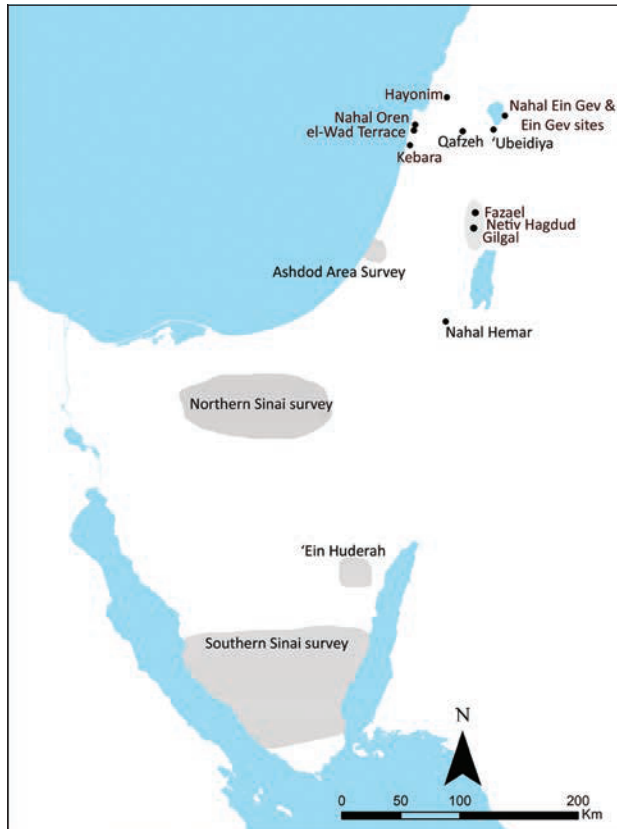 Hayonim
Nahal Ein Gev &
Ein Gev sites
Nahal Oren
el-Wad Terrace
Qafzeh
‘Ubeidiya
Kebara
Fazael
Netiv Hagdud
Gilgal
Ashdod Area Survey
Nahal Hemar
Northern Sinai survey
‘Ein Huderah
Southern Sinai survey
N
0 50 100 200
Km